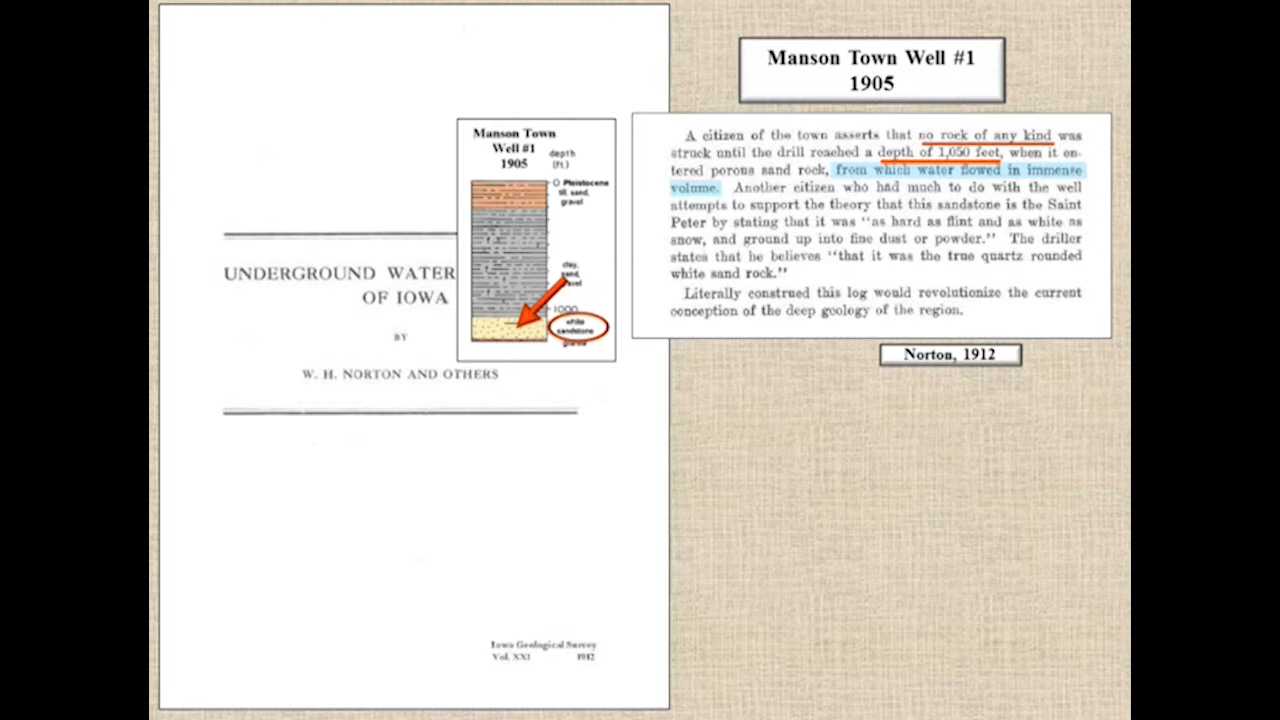 UNDERGROUND WATER
OF IOWA
BY
W. H. NORTON AND OTHERS
Iowa Geological Survey
Vol. XXI 1912
Manson Town
Well #1
1905
depth
(ft.)
0 Pleistocene
till, sand,
gravel
clay,
sand,
1000
white
sandstone
Manson Town Well #1
1905
A citizen of the town asserts that no rock of any kind was
struck until the drill reached a depth of 1,050 feet, when it en-
tered porous sand rock, from which water flowed in immense
volume. Another citizen who had much to do with the well
attempts to support the theory that this sandstone is the Saint
Peter by stating that it was "as hard as flint and as white as
snow, and ground up into fine dust or powder." The driller
states that he believes "that it was the true quartz rounded
white sand rock."
Literally construed this log would revolutionize the current
conception of the deep geology of the region.
Norton, 1912